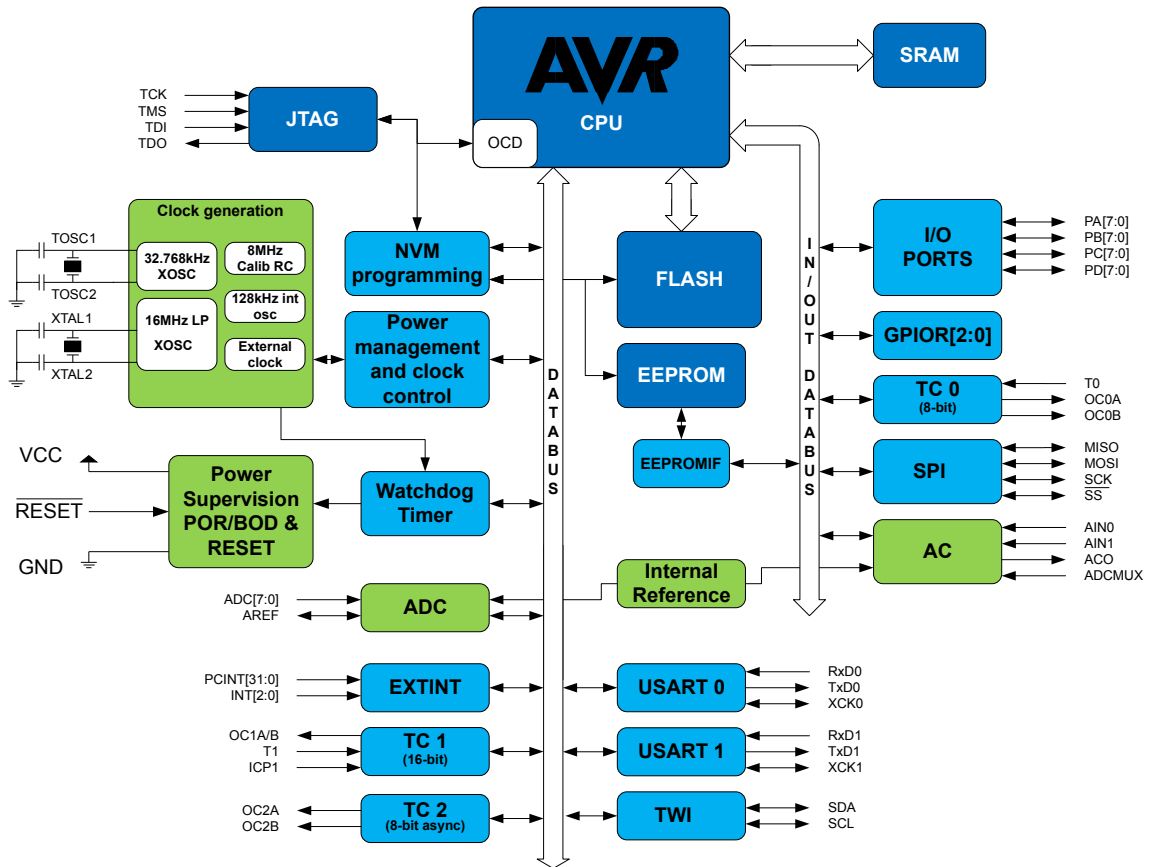 AVR
CPU
OCD
SRAM
TCK
TMS
TDI
TDO
JTAG
Clock generation
TOSC1
TOSC2
XTAL1
XTAL2
32.768kHz
XOSC
8MHz
Calib RC
128kHz int
osc
16MHz LP
XOSC
External
clock
NVM
programming
Power
management
and clock
control
FLASH
EEPROM
EEPROMIF
DATABUS
IN/OUT DATABUS
I/O
PORTS
PA[7:0]
PB[7:0]
PC[7:0]
PD[7:0]
GPIOR[2:0]
TC 0
(8-bit)
T0
OC0A
OC0B
SPI
MISO
MOSI
SCK
SS
AC
AIN0
AIN1
ACO
ADCMUX
VCC
RESET
GND
Power
Supervision
POR/BOD &
RESET
Watchdog
Timer
Internal
Reference
ADC[7:0]
AREF
ADC
PCINT[31:0]
INT[2:0]
EXTINT
USART 0
RxD0
TxD0
XCK0
OC1A/B
T1
ICP1
TC 1
(16-bit)
USART 1
RxD1
TxD1
XCK1
OC2A
OC2B
TC 2
(8-bit async)
TWI
SDA
SCL